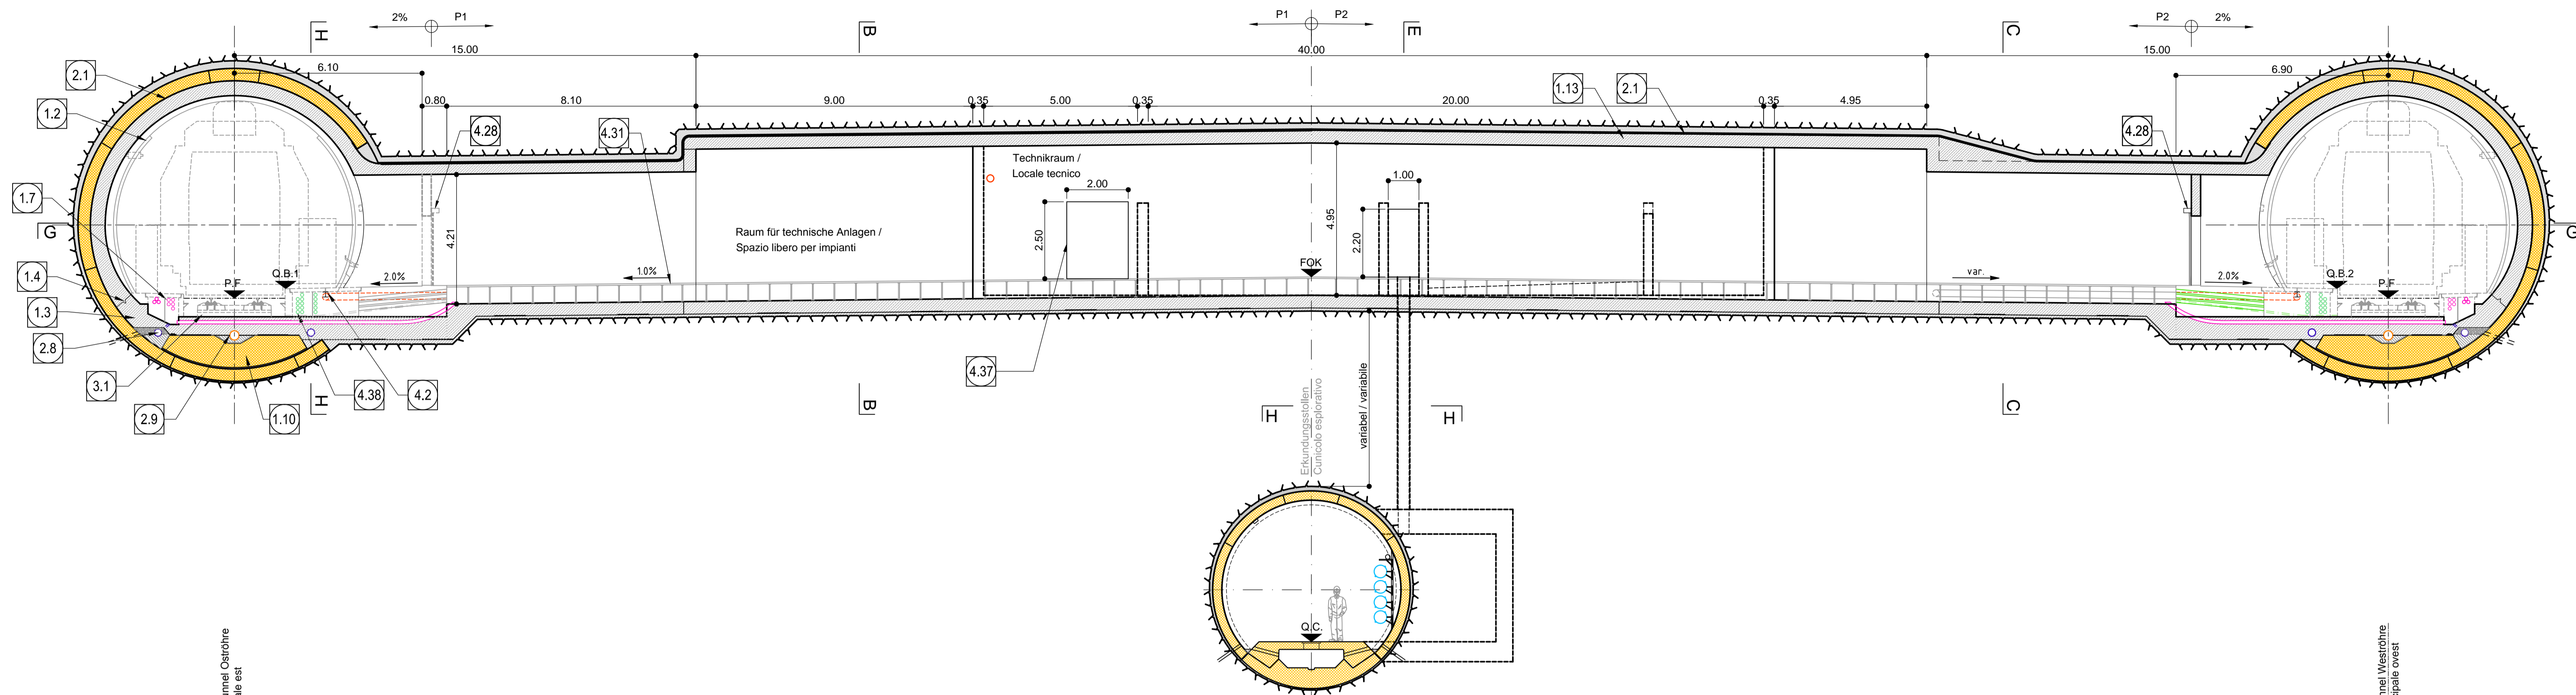 2% P1
P1 P2
P2 2%
H
B
E
C
15.00
40.00
15.00
6.10
6.90
0.80
8.10
9.00
0.35
5.00
0.35
20.00
0.35
4.95
2.1
1.2
4.31
4.28
1.13
2.1
4.28
Technikraum /
Locale tecnico
2.00
1.00
1.7
G
G
4.21
Raum für technische Anlagen /
Spazio libero per impianti
2.50
2.20
4.95
FOK
1.4
P.F
Q.B.1
2.0%
1.0%
var.
2.0%
Q.B.2
P.F
1.3
2.8
3.1
2.9
1.10
4.38
4.2
4.37
H
B
C
H
H
Erkundungsstollen
Cunicolo esplorativo
variabel / variabile
Q.C.
nnel Oströhre
ale est
nnel Weströhre
cipale ovest